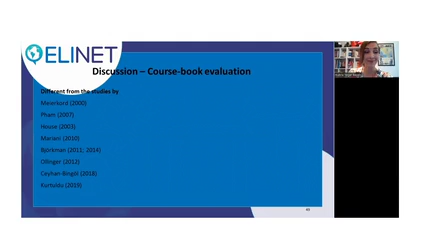 ELINET
Discussion – Course-book evaluation
Different from the studies by
Meierkord (2000)
Pham (2007)
House (2003)
Mariani (2010)
Björkman (2011; 2014)
Ollinger (2012)
Ceyhan-Bingöl (2018)
Kurtuldu (2019)